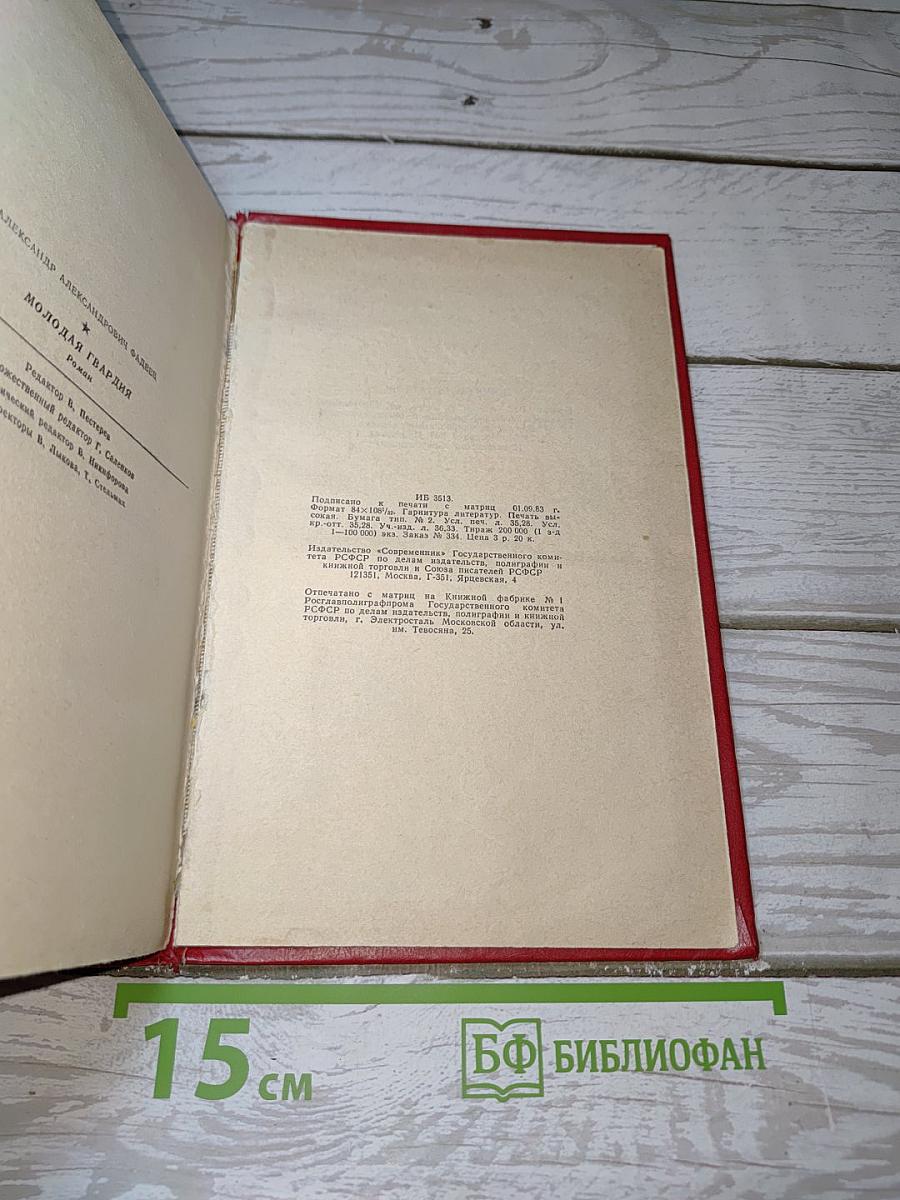 АЛЕКСАНДР АЛЕКСАНДРОВИЧ ФАДЕЕВ
МОЛОДАЯ ГВАРДИЯ
Роман
Редактор В. Пестерев
Г. Саленков
редактор В. Никифорова
В. Лыкова, Т. Стельмах
ИБ 3513.
Подписано к печати с матриц 01.09.83 г.
Формат 84×108¹/₃₂. Гарнитура литератур. Печать вы-
сокая. Бумага тип. № 2. Усл. печ. л. 35,28. Усл.
кр.-отт. 35,28. Уч.-изд. л. 36,33. Тираж 200 000 (1 з-д
1—100 000) экз. Заказ № 334. Цена 3 р. 20 к.
Издательство «Современник» Государственного коми-
тета РСФСР по делам издательств, полиграфии и
книжной торговли и Союза писателей РСФСР
121351, Москва, Г-351, Ярцевская, 4
Отпечатано с матриц на Книжной фабрике № 1
Росглавполиграфпрома Государственного комитета
РСФСР по делам издательств, полиграфии и книжной
торговли, г. Электросталь Московской области, ул.
им. Тевосяна, 25.
15 см
БФ БИБЛИОФАН